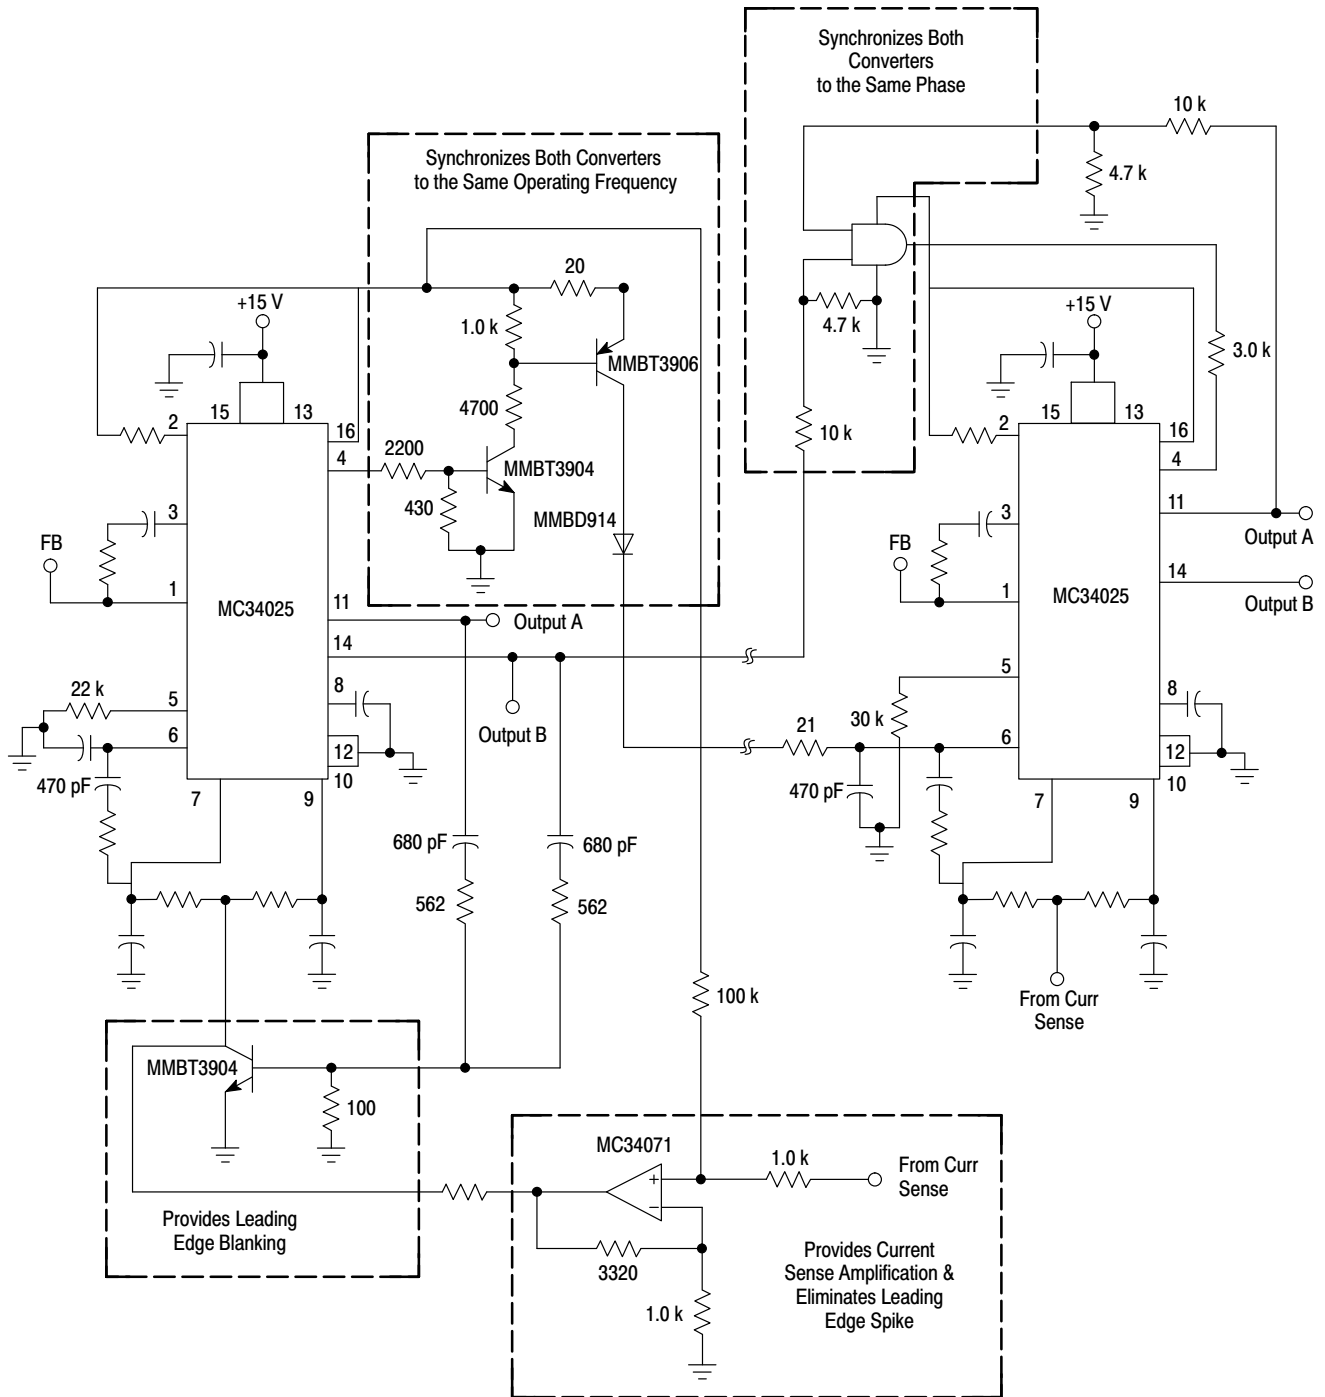 Synchronizes Both
Converters
to the Same Phase
10 k
4.7 k
Synchronizes Both Converters
to the Same Operating Frequency
20
1.0 k
4.7 k
+15 V
+15 V
MMBT3906
3.0 k
4700
10 k
15
13
2
16
4
2200
MMBT3904
430
MMBD914
3
FB
1
MC34025
11
Output A
14
Output B
8
22 k
5
6
12
10
470 pF
7
9
15
13
2
16
4
11
Output A
3
FB
1
MC34025
14
Output B
5
30 k
8
21
6
12
10
470 pF
7
9
680 pF
680 pF
562
562
100 k
From Curr
Sense
MMBT3904
100
Provides Leading
Edge Blanking
MC34071
+
−
1.0 k
From Curr
Sense
3320
1.0 k
Provides Current
Sense Amplification &
Eliminates Leading
Edge Spike